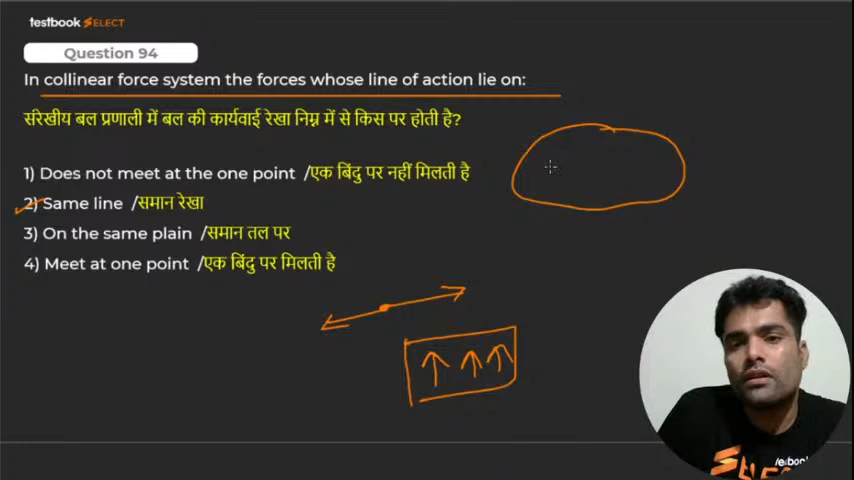 testbook SELECT
Question 94
In collinear force system the forces whose line of action lie on:
संरेखीय बल प्रणाली में बल की कार्यवाई रेखा निम्न में से किस पर होती है?
1) Does not meet at the one point /एक बिंदु पर नहीं मिलती है
2) Same line /समान रेखा
3) On the same plain /समान तल पर
4) Meet at one point /एक बिंदु पर मिलती है